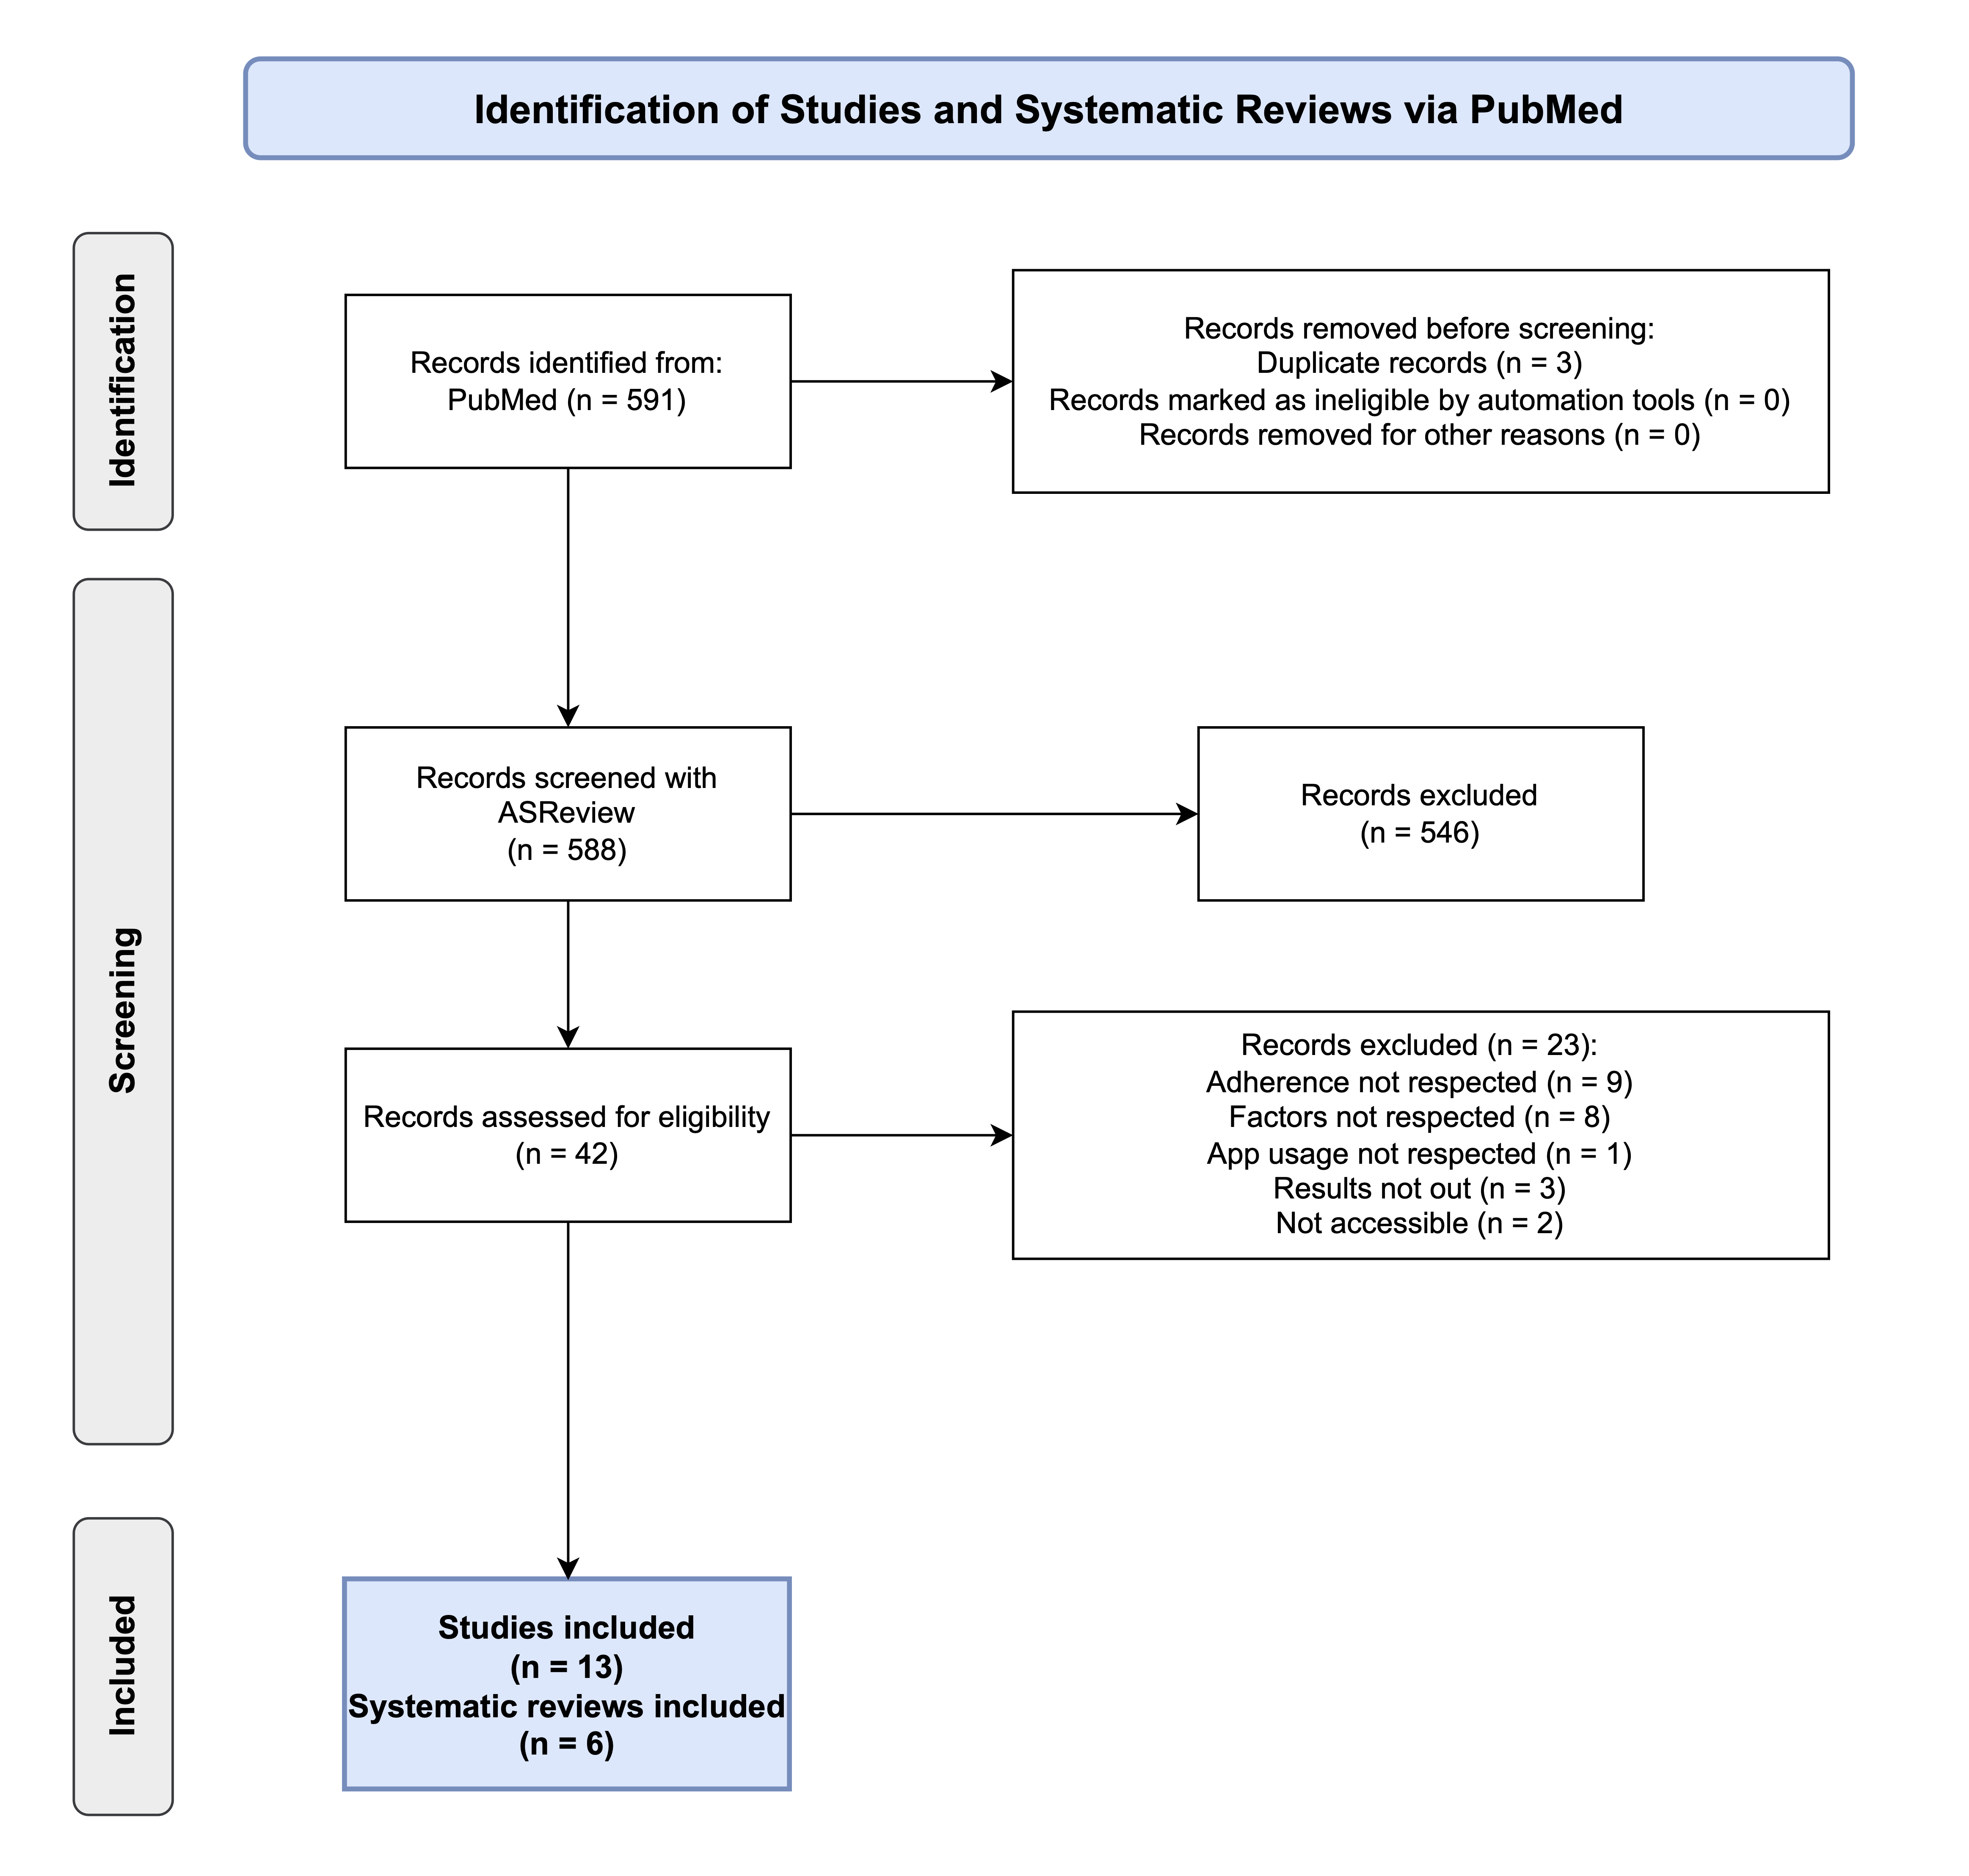 Identification of Studies and Systematic Reviews via PubMed
Identification
Records identified from:
PubMed (n = 591)
Records removed before screening:
Duplicate records (n = 3)
Records marked as ineligible by automation tools (n = 0)
Records removed for other reasons (n = 0)
Screening
Records screened with
ASReview
(n = 588)
Records excluded
(n = 546)
Records assessed for eligibility
(n = 42)
Records excluded (n = 23):
Adherence not respected (n = 9)
Factors not respected (n = 8)
App usage not respected (n = 1)
Results not out (n = 3)
Not accessible (n = 2)
Included
Studies included
(n = 13)
Systematic reviews included
(n = 6)